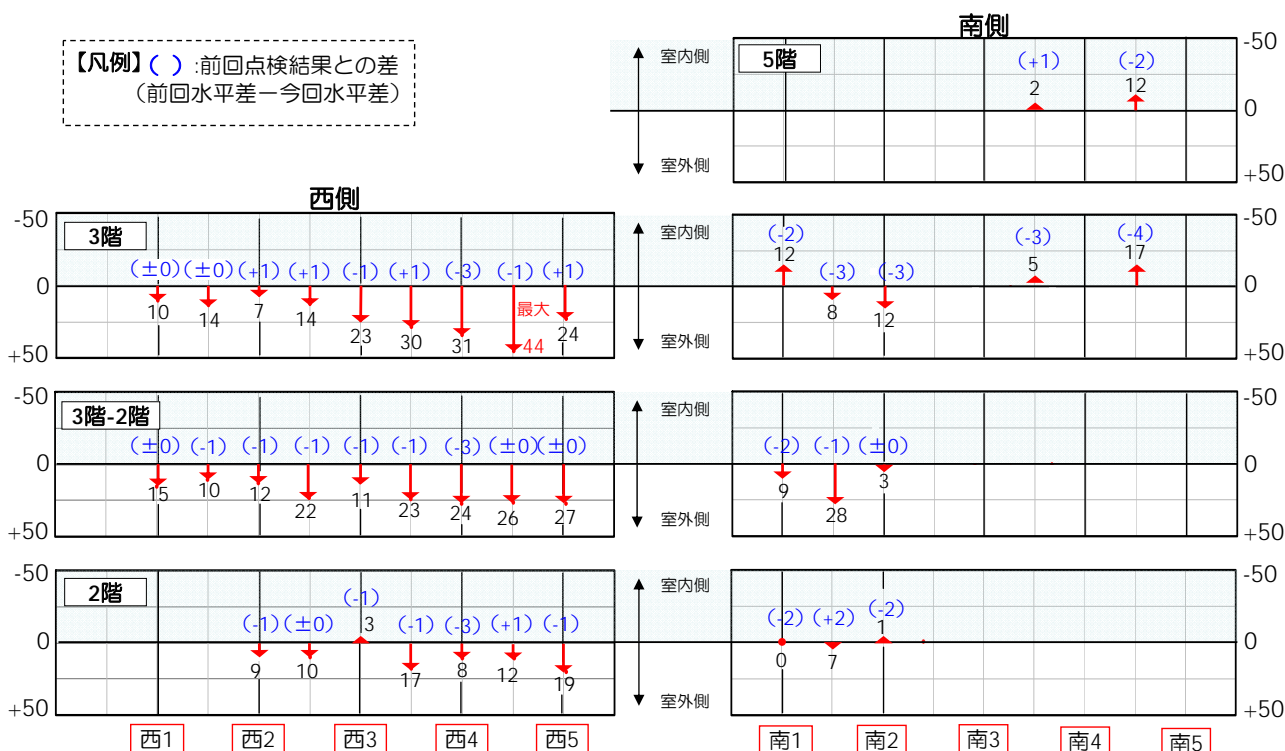 【凡例】( ) :前回点検結果との差
(前回水平差ー今回水平差)
南側
室内側
室外側
5階
(+1) (-2)
2 12
-50
0
+50
西側
-50
0
+50
3階
(±0) (±0) (+1) (+1) (-1) (+1) (-3) (-1) (+1)
10 14 7 14 23 30 31 44 24
最大
室内側
室外側
(-2) (-3) (-3) (-3) (-4)
12 8 12 5 17
-50
0
+50
-50
0
+50
3階-2階
(±0) (-1) (-1) (-1) (-1) (-1) (-3) (±0) (±0)
15 10 12 22 11 23 24 26 27
室内側
室外側
(-2) (-1) (±0)
9 28 3
-50
0
+50
-50
0
+50
2階
(-1) (±0) (-1) (-1) (-3) (+1) (-1)
9 10 3 17 8 12 19
室内側
室外側
(-2) (+2) (-2)
0 7 1
-50
0
+50
西1 西2 西3 西4 西5 南1 南2 南3 南4 南5